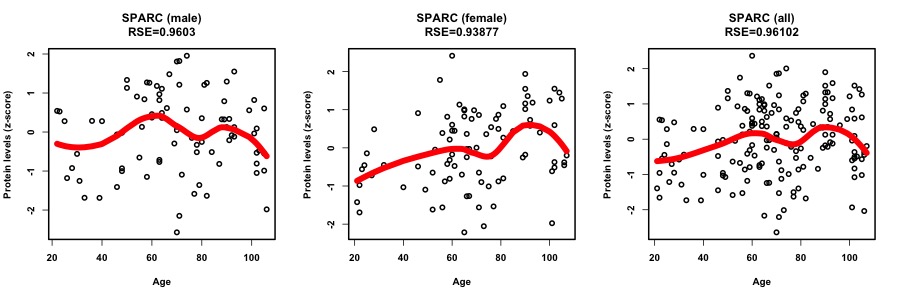 SPARC (male)
RSE=0.9603
Protein levels (z-score)
2
1
0
-1
-2
20
40
60
80
100
Age
SPARC (female)
RSE=0.93877
Protein levels (z-score)
2
1
0
-1
-2
20
40
60
80
100
Age
SPARC (all)
RSE=0.96102
Protein levels (z-score)
2
1
0
-1
-2
20
40
60
80
100
Age